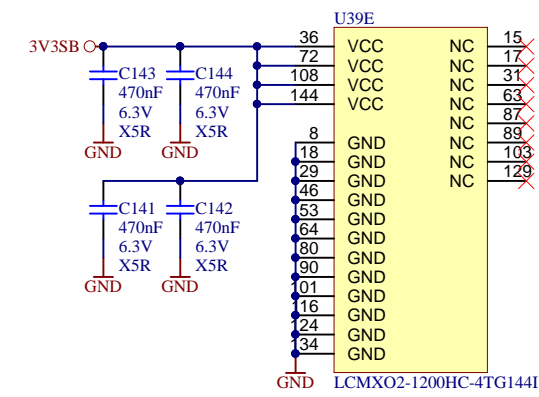 U39E
3V3SB
36 VCC NC 15
72 VCC NC 17
108 VCC NC 31
144 VCC NC 63
NC 87
8 GND NC 89
18 GND NC 103
29 GND NC 129
46 GND
53 GND
64 GND
80 GND
90 GND
101 GND
116 GND
124 GND
134 GND
C143
470nF
6.3V
X5R
GND
C144
470nF
6.3V
X5R
GND
C141
470nF
6.3V
X5R
GND
C142
470nF
6.3V
X5R
GND
GND
LCMXO2-1200HC-4TG144I